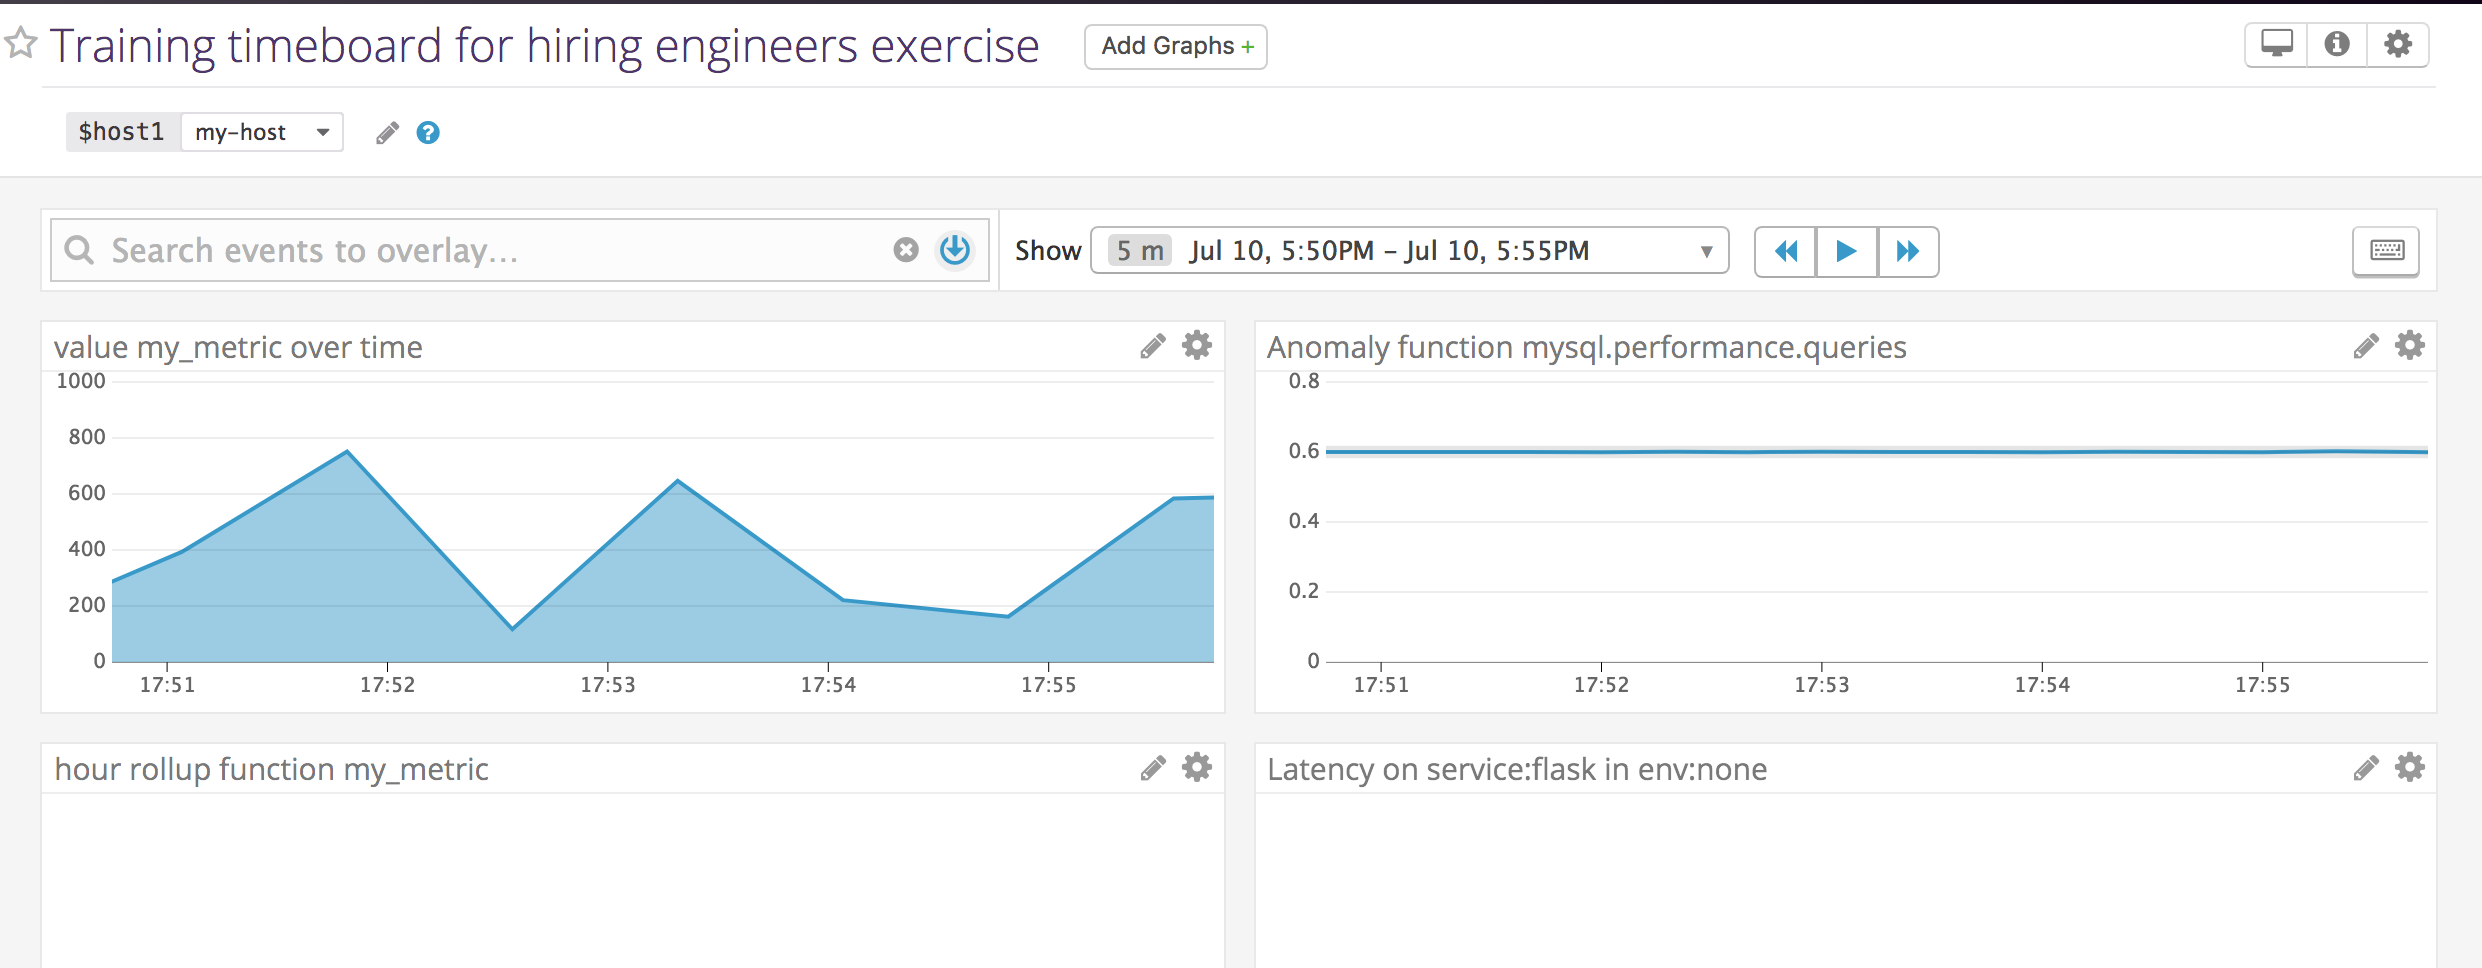 Training timeboard for hiring engineers exercise Add Graphs +
$host1 my-host ?
Search events to overlay... Show 5 m Jul 10, 5:50PM – Jul 10, 5:55PM
value my_metric over time
1000
800
600
400
200
0
17:51 17:52 17:53 17:54 17:55
Anomaly function mysql.performance.queries
0.8
0.6
0.4
0.2
0
17:51 17:52 17:53 17:54 17:55
hour rollup function my_metric
Latency on service:flask in env:none